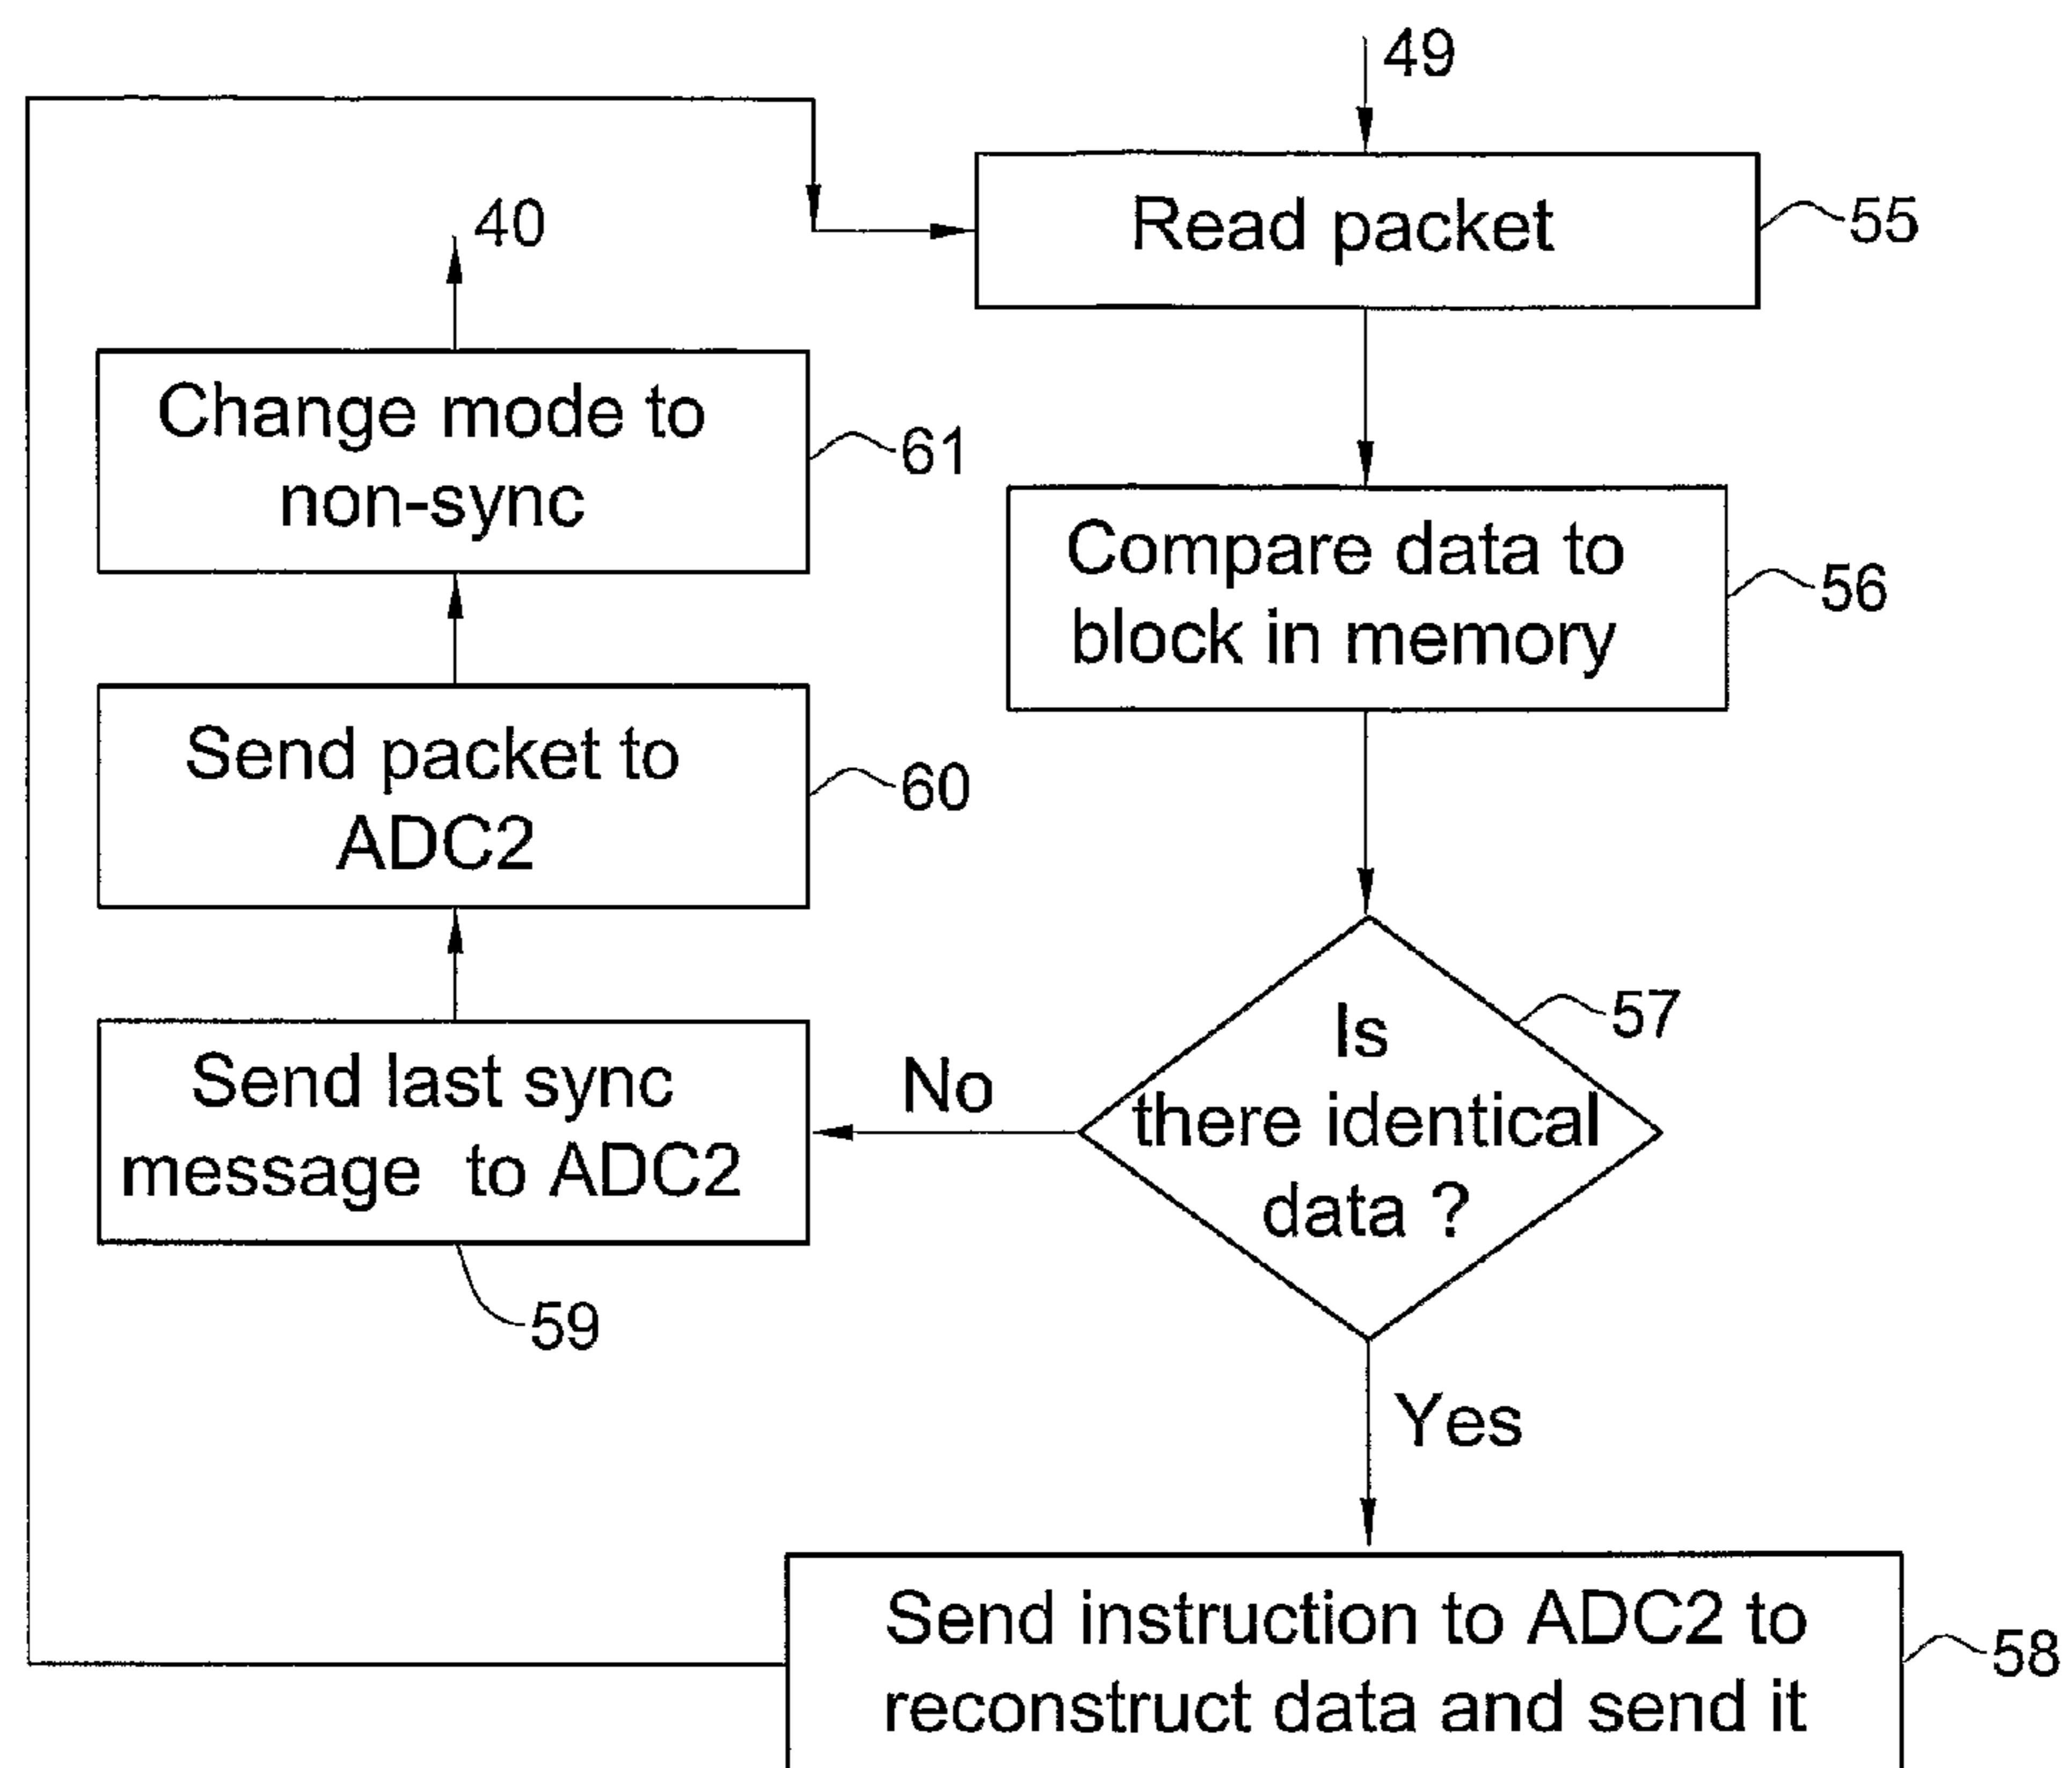 49
Read packet
55
40
Change mode to
non-sync
61
Compare data to
block in memory
56
Send packet to
ADC2
60
Is
there identical
data ?
57
No
Send last sync
message to ADC2
59
Yes
Send instruction to ADC2 to
reconstruct data and send it
58